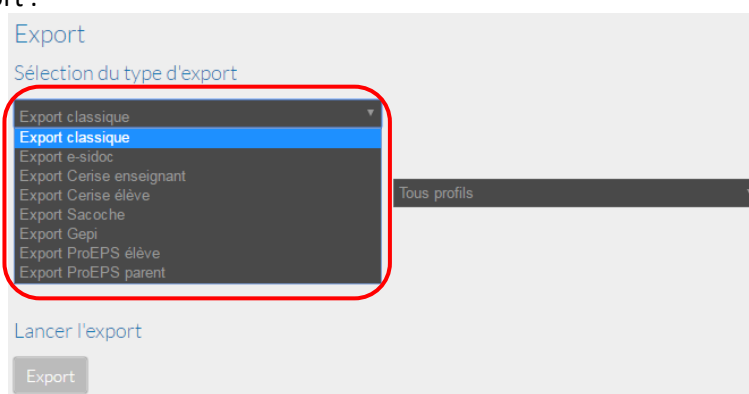 Export
Sélection du type d'export
Export classique
Export classique
Export e-sidoc
Export Cerise enseignant
Export Cerise élève
Tous profils
Export Sacoche
Export Gepi
Export ProEPS élève
Export ProEPS parent
Lancer l'export
Export